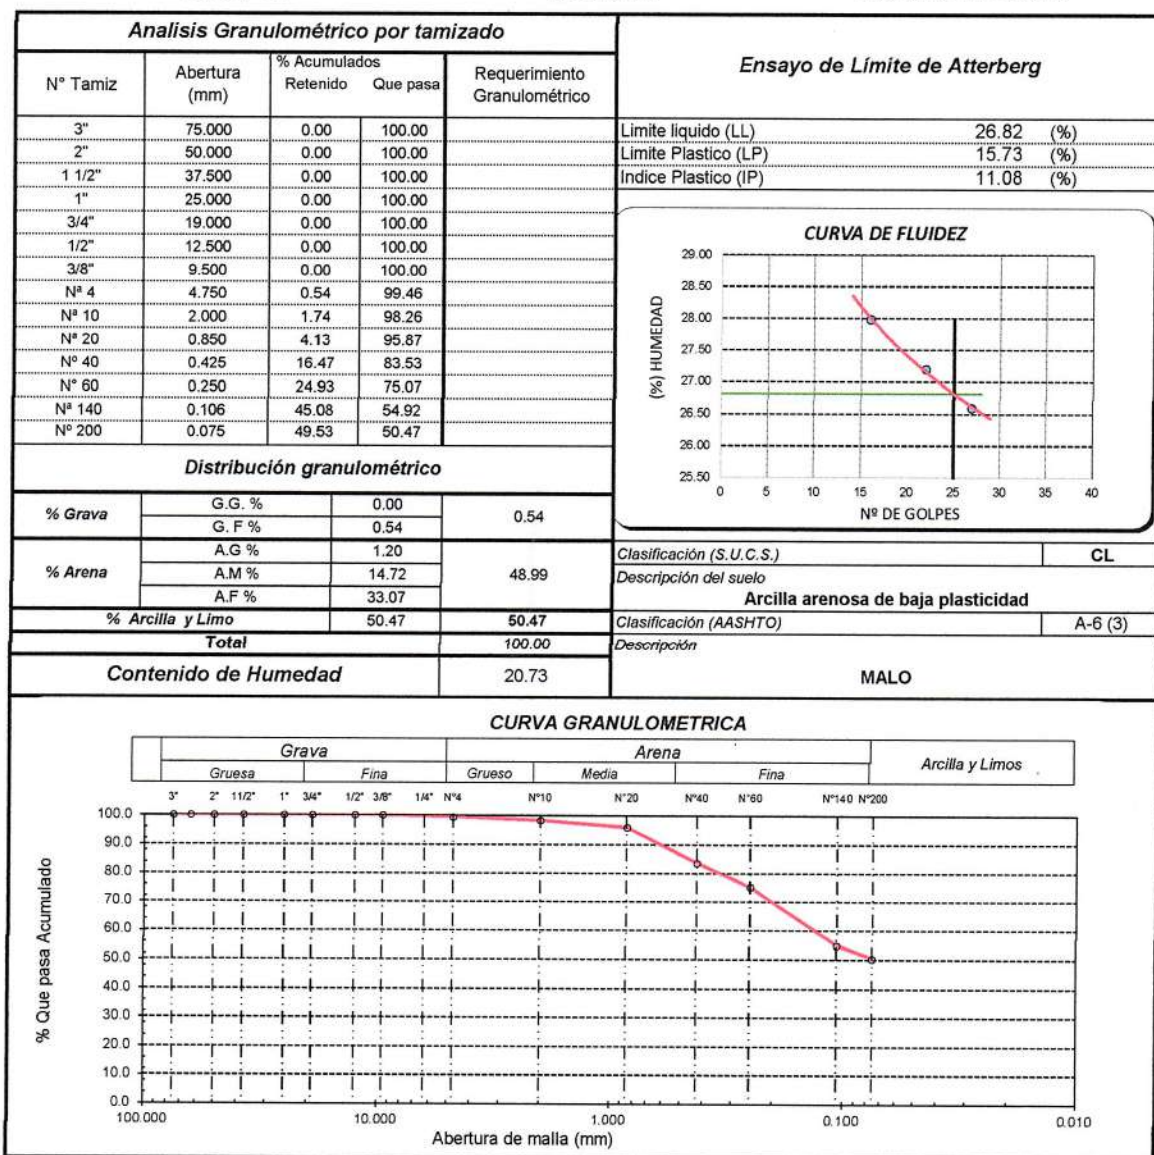 Analisis Granulométrico por tamizado
N° Tamiz Abertura (mm) % Acumulados Retenido Que pasa Requerimiento Granulométrico
3" 75.000 0.00 100.00
2" 50.000 0.00 100.00
1 1/2" 37.500 0.00 100.00
1" 25.000 0.00 100.00
3/4" 19.000 0.00 100.00
1/2" 12.500 0.00 100.00
3/8" 9.500 0.00 100.00
Nª 4 4.750 0.54 99.46
Nª 10 2.000 1.74 98.26
Nª 20 0.850 4.13 95.87
Nº 40 0.425 16.47 83.53
N° 60 0.250 24.93 75.07
Nª 140 0.106 45.08 54.92
Nº 200 0.075 49.53 50.47
Distribución granulométrico
% Grava G.G. % 0.00 0.54
G. F % 0.54
% Arena A.G % 1.20 48.99
A.M % 14.72
A.F % 33.07
% Arcilla y Limo 50.47 50.47
Total 100.00
Contenido de Humedad 20.73
Ensayo de Límite de Atterberg
Limite liquido (LL) 26.82 (%)
Limite Plastico (LP) 15.73 (%)
Indice Plastico (IP) 11.08 (%)
CURVA DE FLUIDEZ
(%) HUMEDAD
29.00
28.50
28.00
27.50
27.00
26.50
26.00
25.50
0 5 10 15 20 25 30 35 40
Nº DE GOLPES
Clasificación (S.U.C.S.) CL
Descripción del suelo
Arcilla arenosa de baja plasticidad
Clasificación (AASHTO) A-6 (3)
Descripción
MALO
CURVA GRANULOMETRICA
Grava Arena Arcilla y Limos
Gruesa Fina Grueso Media Fina
3" 2" 11/2" 1" 3/4" 1/2" 3/8" 1/4" N°4 N°10 N°20 N°40 N°60 N°140 N°200
% Que pasa Acumulado
100.0
90.0
80.0
70.0
60.0
50.0
40.0
30.0
20.0
10.0
0.0
100.000 10.000 1.000 0.100 0.010
Abertura de malla (mm)